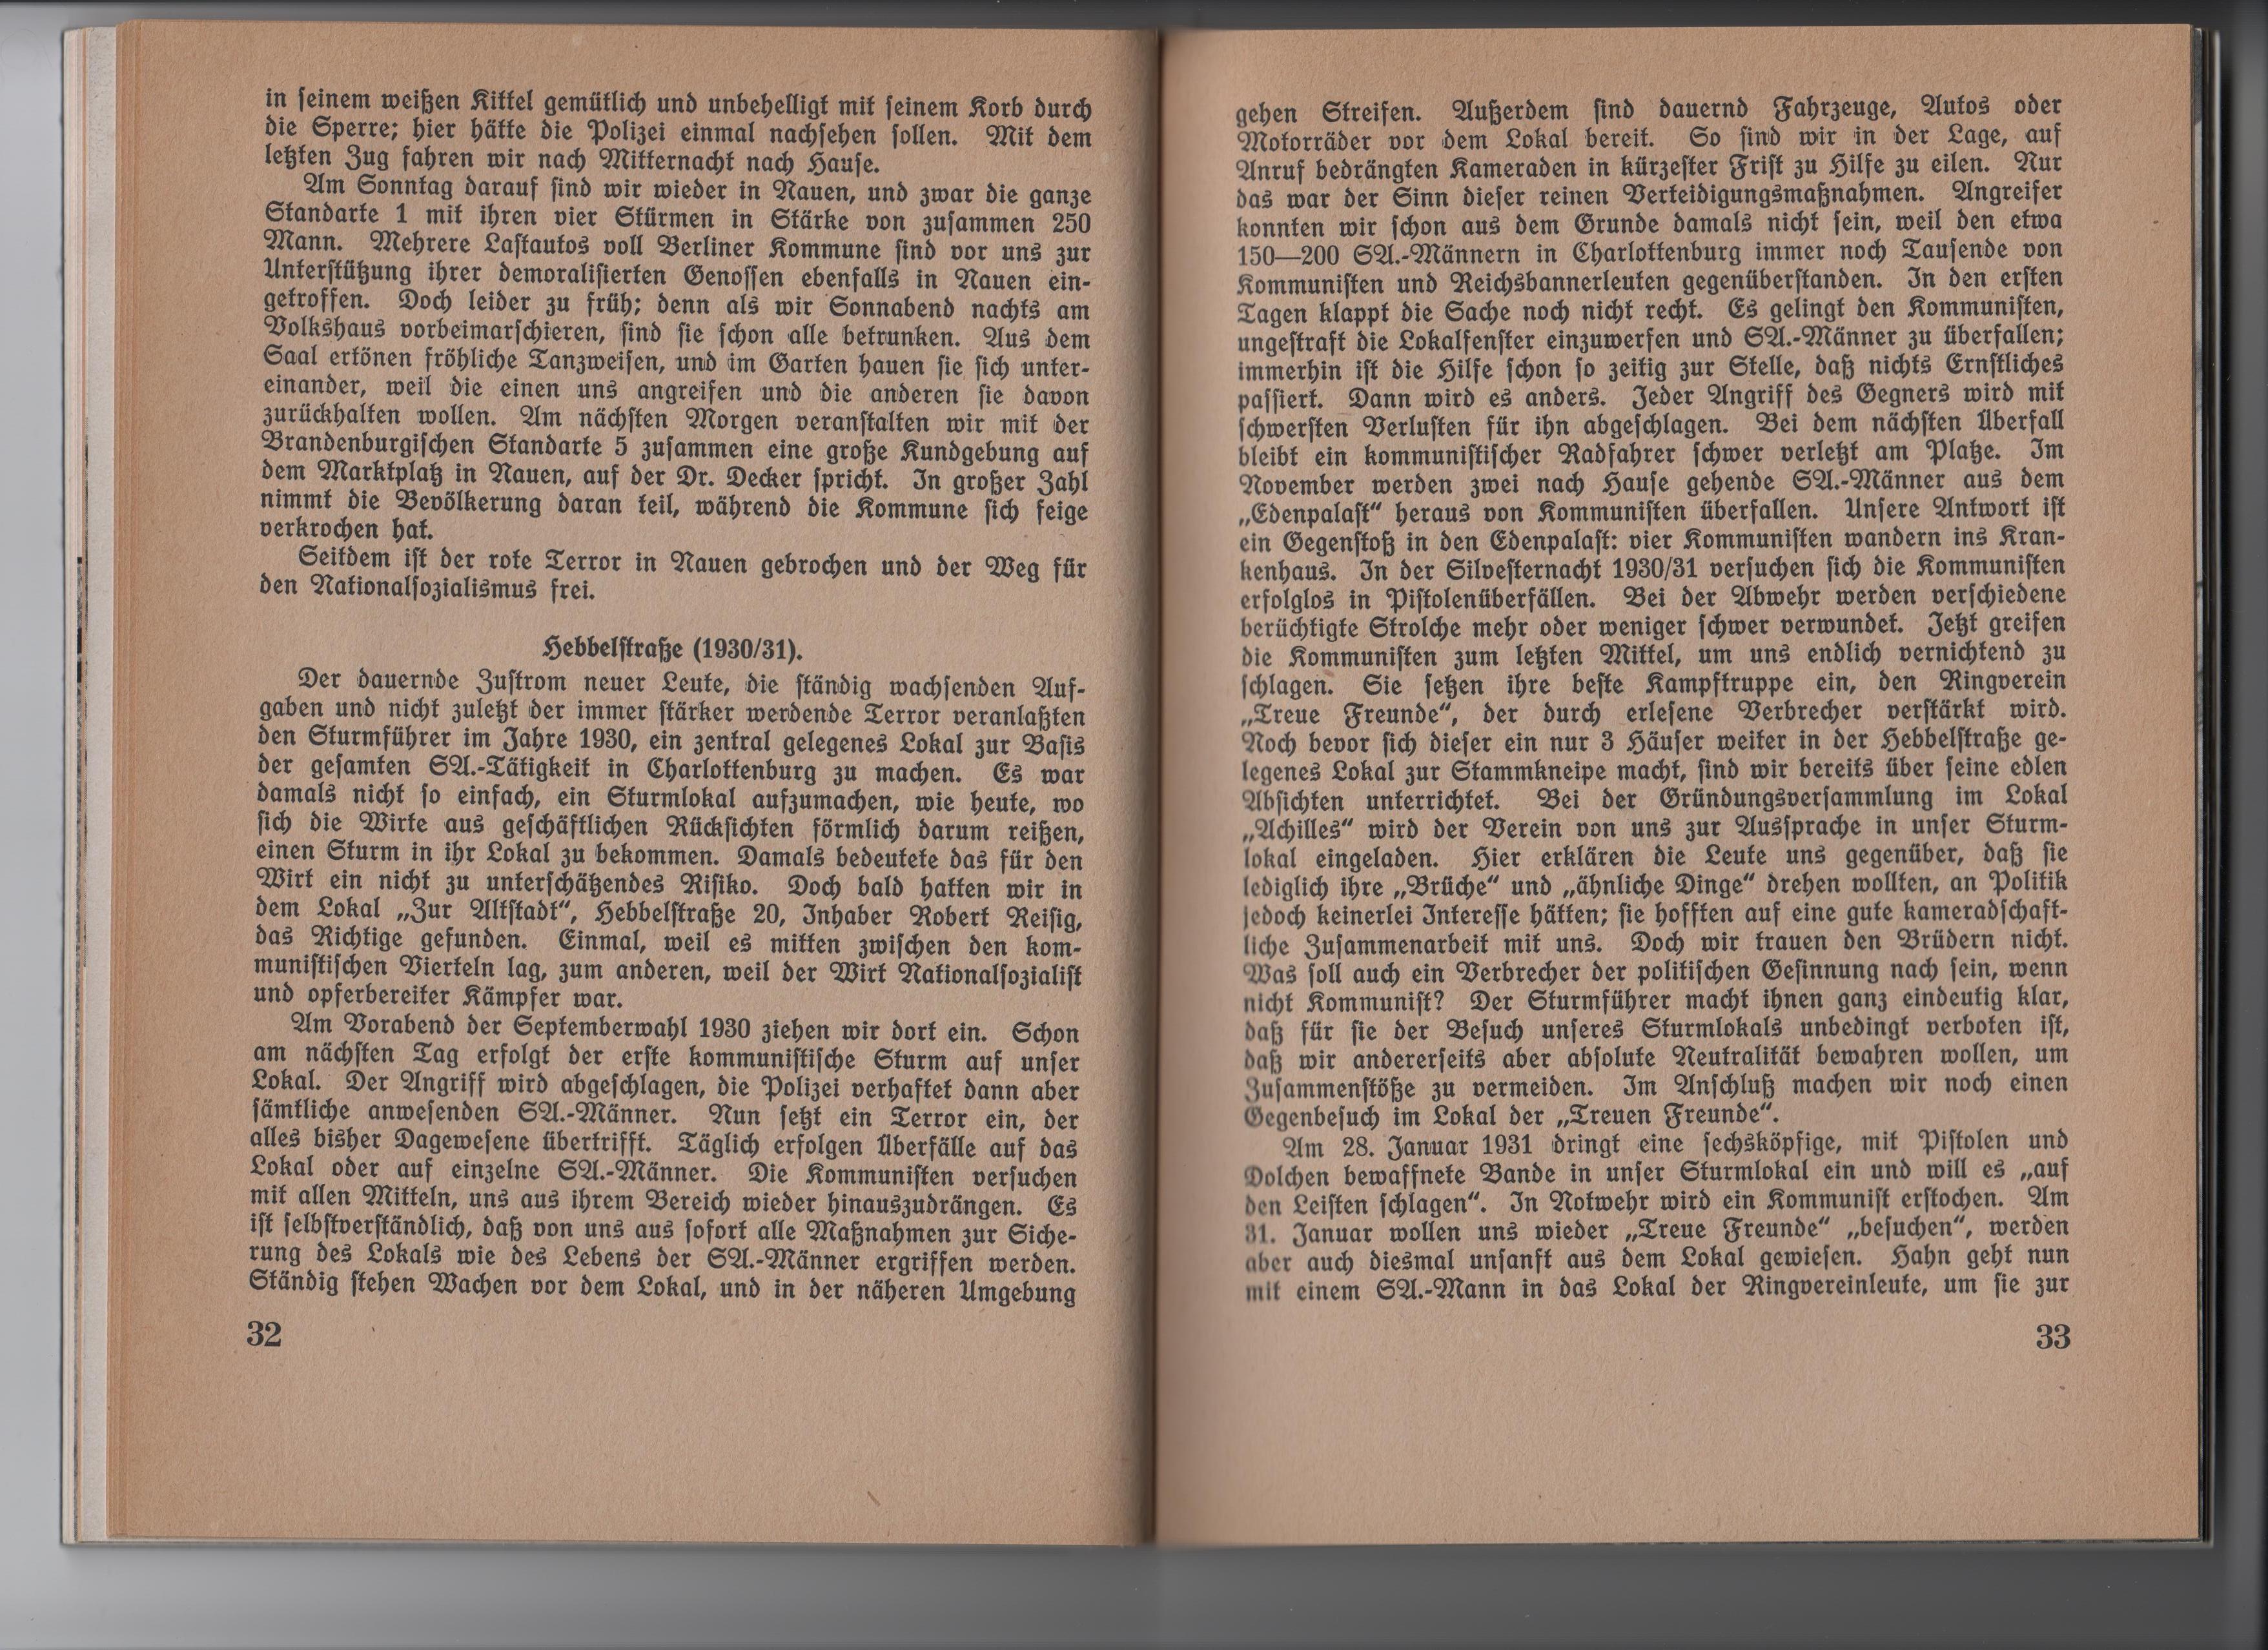 in seinem weißen Kittel gemütlich und unbehelligt mit seinem Korb durch
die Sperre; hier hätte die Polizei einmal nachsehen sollen. Mit dem
letzten Zug fahren wir nach Mitternacht nach Hause.
Am Sonntag darauf sind wir wieder in Nauen, und zwar die ganze
Standarte 1 mit ihren vier Stürmen in Stärke von zusammen 250
Mann. Mehrere Lastautos voll Berliner Kommune sind vor uns zur
Unterstützung ihrer demoralisierten Genossen ebenfalls in Nauen ein-
getroffen. Doch leider zu früh; denn als wir Sonnabend nachts am
Volkshaus vorbeimarschieren, sind sie schon alle betrunken. Aus dem
Saal ertönen fröhliche Tanzweisen, und im Garten hauen sie sich unter-
einander, weil die einen uns angreifen und die anderen sie davon
zurückhalten wollen. Am nächsten Morgen veranstalten wir mit der
Brandenburgischen Standarte 5 zusammen eine große Kundgebung auf
dem Marktplatz in Nauen, auf der Dr. Decker spricht. In großer Zahl
nimmt die Bevölkerung daran teil, während die Kommune sich feige
verkrochen hat.
Seitdem ist der rote Terror in Nauen gebrochen und der Weg für
den Nationalsozialismus frei.
Hebbelstraße (1930/31).
Der dauernde Zustrom neuer Leute, die ständig wachsenden Auf-
gaben und nicht zuletzt der immer stärker werdende Terror veranlaßten
den Sturmführer im Jahre 1930, ein zentral gelegenes Lokal zur Basis
der gesamten SA.-Tätigkeit in Charlottenburg zu machen. Es war
damals nicht so einfach, ein Sturmlokal aufzumachen, wie heute, wo
sich die Wirte aus geschäftlichen Rücksichten förmlich darum reißen,
einen Sturm in ihr Lokal zu bekommen. Damals bedeutete das für den
Wirt ein nicht zu unterschätzendes Risiko. Doch bald hatten wir in
dem Lokal „Zur Altstadt“, Hebbelstraße 20, Inhaber Robert Reisig,
das Richtige gefunden. Einmal, weil es mitten zwischen den kom-
munistischen Vierteln lag, zum anderen, weil der Wirt Nationalsozialist
und opferbereiter Kämpfer war.
Am Vorabend der Septemberwahl 1930 ziehen wir dort ein. Schon
am nächsten Tag erfolgt der erste kommunistische Sturm auf unser
Lokal. Der Angriff wird abgeschlagen, die Polizei verhaftet dann aber
sämtliche anwesenden SA.-Männer. Nun setzt ein Terror ein, der
alles bisher Dagewesene übertrifft. Täglich erfolgen Überfälle auf das
Lokal oder auf einzelne SA.-Männer. Die Kommunisten versuchen
mit allen Mitteln, uns aus ihrem Bereich wieder hinauszudrängen. Es
ist selbstverständlich, daß von uns aus sofort alle Maßnahmen zur Siche-
rung des Lokals wie des Lebens der SA.-Männer ergriffen werden.
Ständig stehen Wachen vor dem Lokal, und in der näheren Umgebung
32
gehen Streifen. Außerdem sind dauernd Fahrzeuge, Autos oder
Motorräder vor dem Lokal bereit. So sind wir in der Lage, auf
Anruf bedrängten Kameraden in kürzester Frist zu Hilfe zu eilen. Nur
das war der Sinn dieser reinen Verteidigungsmaßnahmen. Angreifer
konnten wir schon aus dem Grunde damals nicht sein, weil den etwa
150—200 SA.-Männern in Charlottenburg immer noch Tausende von
Kommunisten und Reichsbannerleuten gegenüberstanden. In den ersten
Tagen klappt die Sache noch nicht recht. Es gelingt den Kommunisten,
ungestraft die Lokalfenster einzuwerfen und SA.-Männer zu überfallen;
immerhin ist die Hilfe schon so zeitig zur Stelle, daß nichts Ernstliches
passiert. Dann wird es anders. Jeder Angriff des Gegners wird mit
schwersten Verlusten für ihn abgeschlagen. Bei dem nächsten Überfall
bleibt ein kommunistischer Radfahrer schwer verletzt am Platze. Im
November werden zwei nach Hause gehende SA.-Männer aus dem
„Edenpalast“ heraus von Kommunisten überfallen. Unsere Antwort ist
ein Gegenstoß in den Edenpalast: vier Kommunisten wandern ins Kran-
kenhaus. In der Silvesternacht 1930/31 versuchen sich die Kommunisten
erfolglos in Pistolenüberfällen. Bei der Abwehr werden verschiedene
berüchtigte Strolche mehr oder weniger schwer verwundet. Jetzt greifen
die Kommunisten zum letzten Mittel, um uns endlich vernichtend zu
schlagen. Sie setzen ihre beste Kampftruppe ein, den Ringverein
„Treue Freunde“, der durch erlesene Verbrecher verstärkt wird.
Noch bevor sich dieser ein nur 3 Häuser weiter in der Hebbelstraße ge-
legenes Lokal zur Stammkneipe macht, sind wir bereits über seine edlen
Absichten unterrichtet. Bei der Gründungsversammlung im Lokal
„Achilles“ wird der Verein von uns zur Aussprache in unser Sturm-
lokal eingeladen. Hier erklären die Leute uns gegenüber, daß sie
lediglich ihre „Brüche“ und „ähnliche Dinge“ drehen wollten, an Politik
jedoch keinerlei Interesse hätten; sie hofften auf eine gute kameradschaft-
liche Zusammenarbeit mit uns. Doch wir trauen den Brüdern nicht.
Was soll auch ein Verbrecher der politischen Gesinnung nach sein, wenn
nicht Kommunist? Der Sturmführer macht ihnen ganz eindeutig klar,
daß für sie der Besuch unseres Sturmlokals unbedingt verboten ist,
daß wir andererseits aber absolute Neutralität bewahren wollen, um
Zusammenstöße zu vermeiden. Im Anschluß machen wir noch einen
Gegenbesuch im Lokal der „Treuen Freunde“.
Am 28. Januar 1931 dringt eine sechsköpfige, mit Pistolen und
Dolchen bewaffnete Bande in unser Sturmlokal ein und will es „auf
den Leisten schlagen“. In Notwehr wird ein Kommunist erstochen. Am
31. Januar wollen uns wieder „Treue Freunde“ „besuchen“, werden
aber auch diesmal unsanft aus dem Lokal gewiesen. Hahn geht nun
mit einem SA.-Mann in das Lokal der Ringvereinleute, um sie zur
33